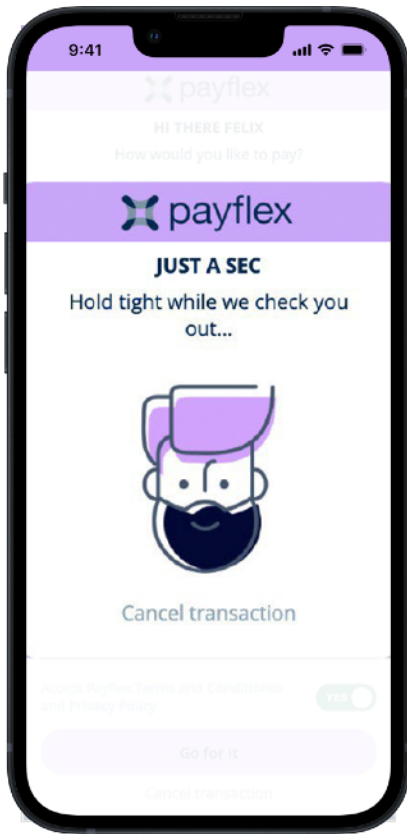 9:41
payflex
HI THERE FELIX
How would you like to pay?
payflex
JUST A SEC
Hold tight while we check you
out...
Cancel transaction
Accept Payflex Terms and Conditions
and Privacy Policy
YES
Go for it
Cancel transaction